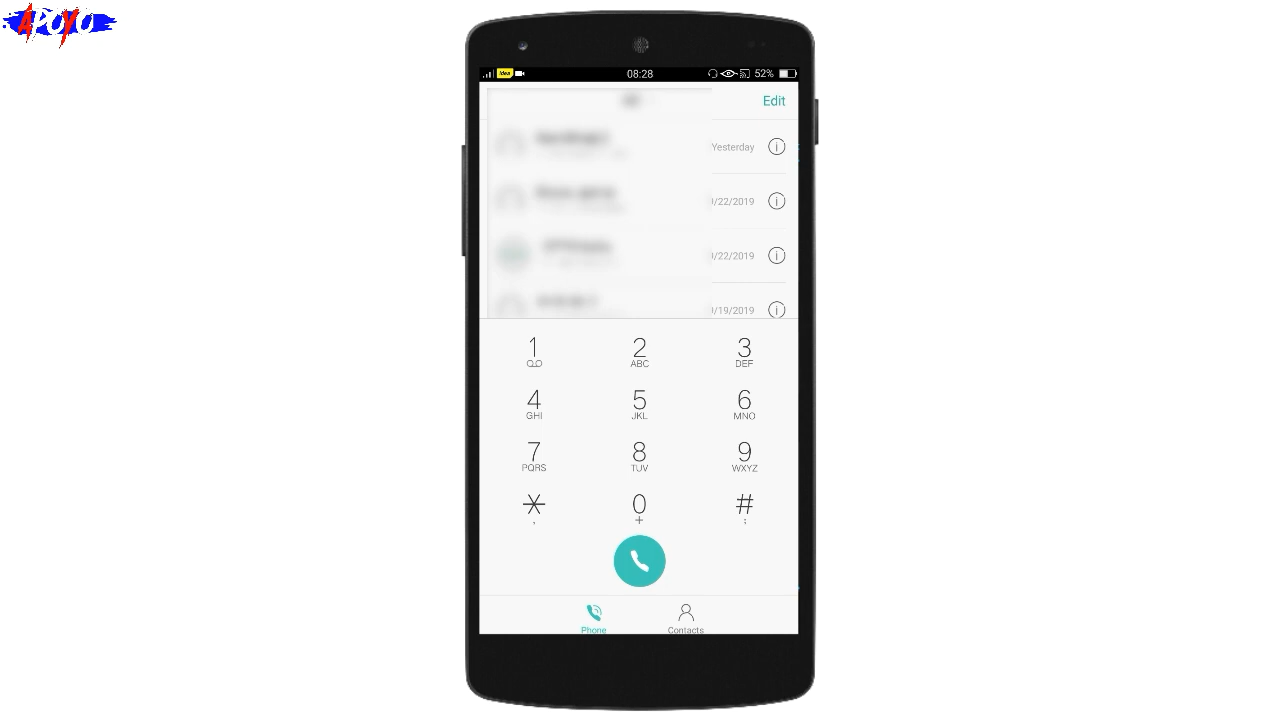 APOYO
idea 08:28 52%
Edit
Yesterday
/22/2019
/22/2019
/19/2019
1 2 3
ABC DEF
4 5 6
GHI JKL MNO
7 8 9
PQRS TUV WXYZ
* 0 #
, + ;
Phone Contacts